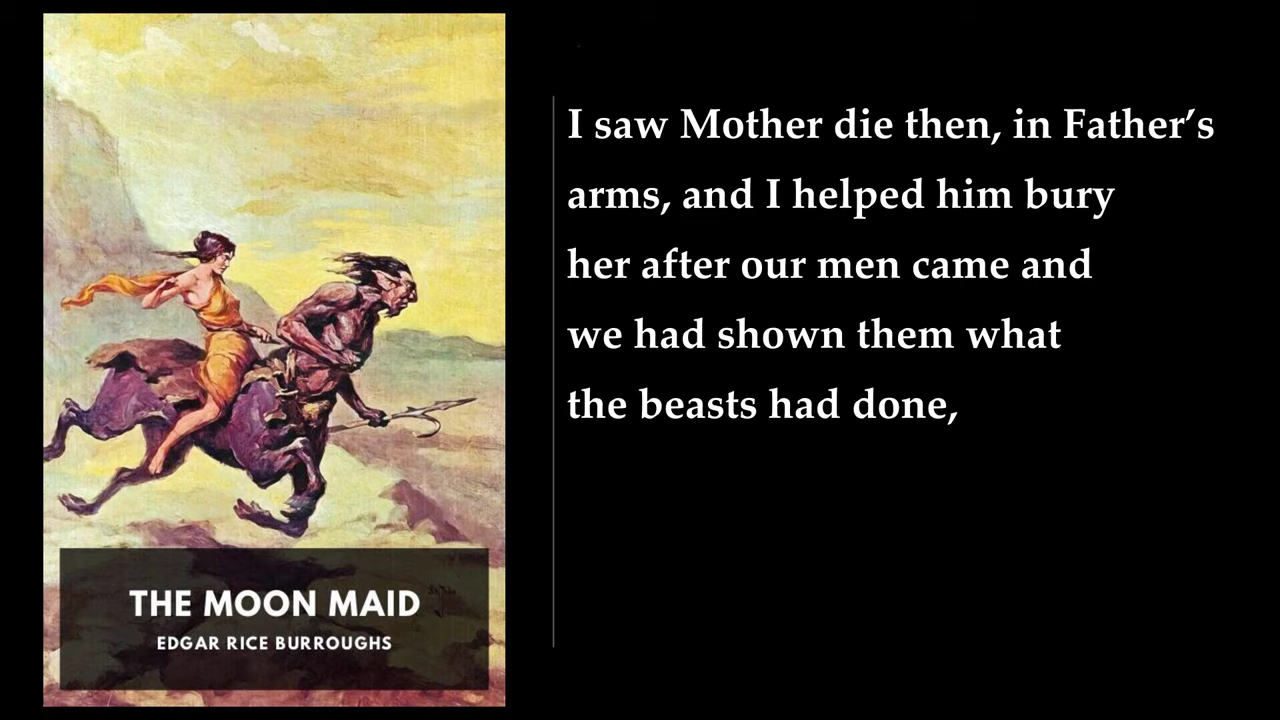 I saw Mother die then, in Father’s
arms, and I helped him bury
her after our men came and
we had shown them what
the beasts had done,
THE MOON MAID
EDGAR RICE BURROUGHS